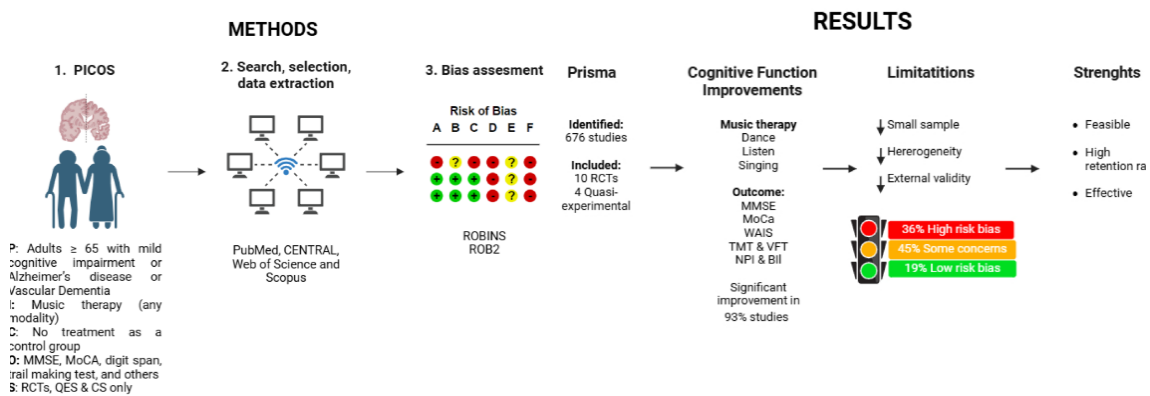 METHODS
1. PICOS
P: Adults ≥ 65 with mild
cognitive impairment or
Alzheimer's disease or
Vascular Dementia
I: Music therapy (any
modality)
C: No treatment as a
control group
O: MMSE, MoCA, digit span,
trail making test, and others
S: RCTs, QES & CS only
2. Search, selection,
data extraction
PubMed, CENTRAL,
Web of Science and
Scopus
3. Bias assesment
Risk of Bias
A B C D E F
- ? - - ? -
+ + + - ? -
+ + + - ? -
ROBINS
ROB2
RESULTS
Prisma
Identified:
676 studies
Included:
10 RCTs
4 Quasi-
experimental
Cognitive Function
Improvements
Music therapy
Dance
Listen
Singing
Outcome:
MMSE
MoCa
WAIS
TMT & VFT
NPI & BII
Significant
improvement in
93% studies
Limitatitions
Small sample
Hererogeneity
External validity
36% High risk bias
45% Some concerns
19% Low risk bias
Strenghts
• Feasible
• High
retention ra
• Effective